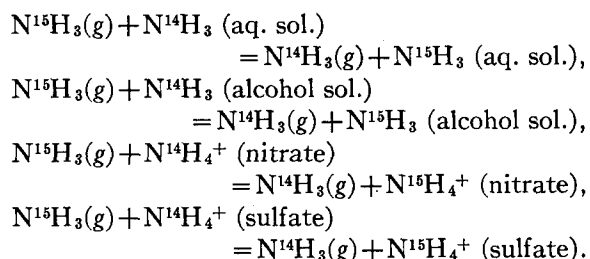 N¹⁵H₃(g)+N¹⁴H₃ (aq. sol.)
=N¹⁴H₃(g)+N¹⁵H₃ (aq. sol.),
N¹⁵H₃(g)+N¹⁴H₃ (alcohol sol.)
=N¹⁴H₃(g)+N¹⁵H₃ (alcohol sol.),
N¹⁵H₃(g)+N¹⁴H₄⁺ (nitrate)
=N¹⁴H₃(g)+N¹⁵H₄⁺ (nitrate),
N¹⁵H₃(g)+N¹⁴H₄⁺ (sulfate)
=N¹⁴H₃(g)+N¹⁵H₄⁺ (sulfate).